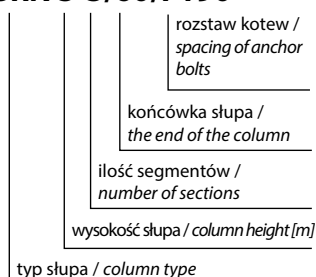 rozstaw kotew /
spacing of anchor
bolts
końcówka słupa /
the end of the column
ilość segmentów /
number of sections
wysokość słupa / column height [m]
typ słupa / column type